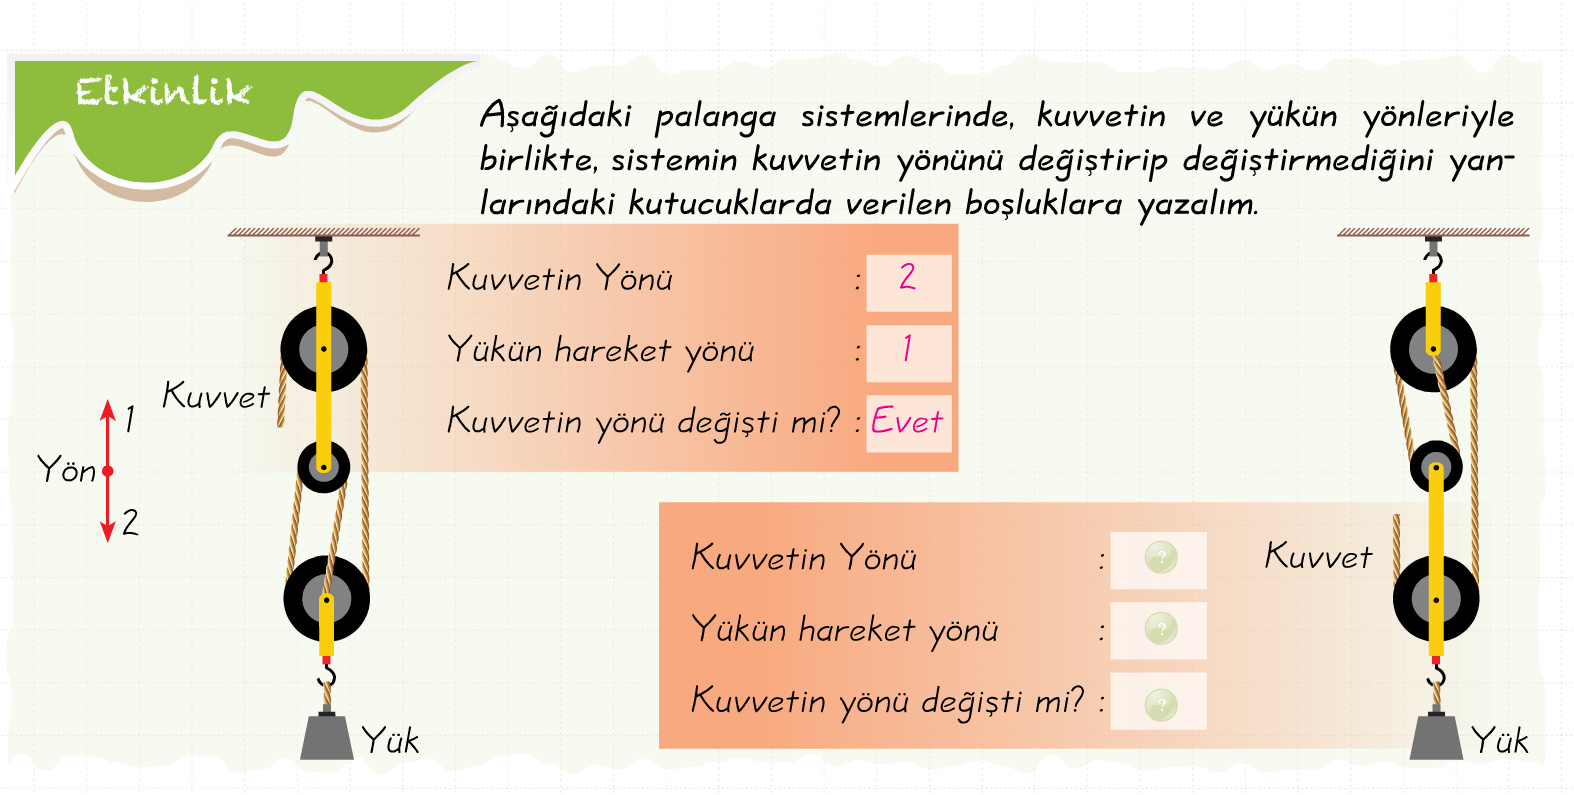 Etkinlik
Aşağıdaki palanga sistemlerinde, kuvvetin ve yükün yönleriyle
birlikte, sistemin kuvvetin yönünü değiştirip değiştirmediğini yan-
larındaki kutucuklarda verilen boşluklara yazalım.
Kuvvetin Yönü : 2
Yükün hareket yönü : 1
Kuvvetin yönü değişti mi? : Evet
Kuvvet
1
Yön
2
Yük
Kuvvetin Yönü : ?
Yükün hareket yönü : ?
Kuvvetin yönü değişti mi? : ?
Kuvvet
Yük